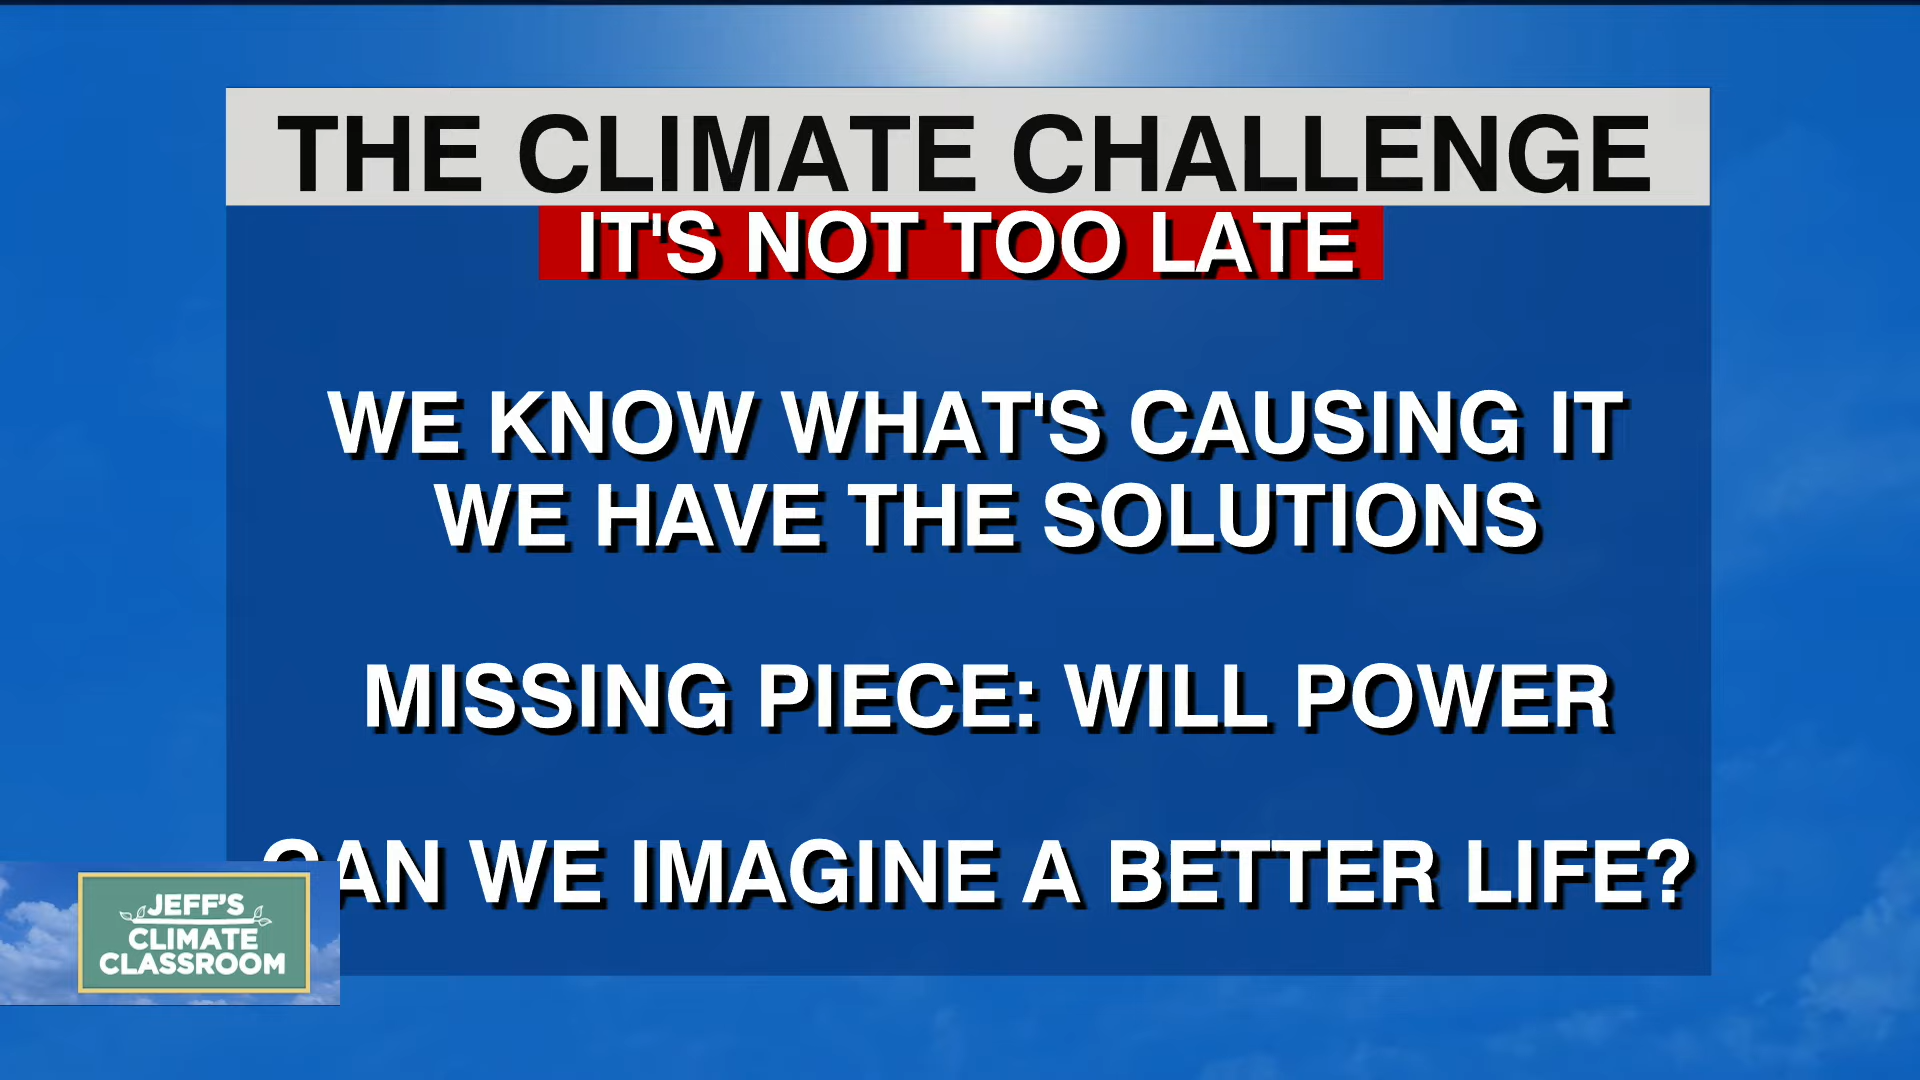 THE CLIMATE CHALLENGE
IT'S NOT TOO LATE
WE KNOW WHAT'S CAUSING IT
WE HAVE THE SOLUTIONS
MISSING PIECE: WILL POWER
CAN WE IMAGINE A BETTER LIFE?
JEFF'S
CLIMATE
CLASSROOM